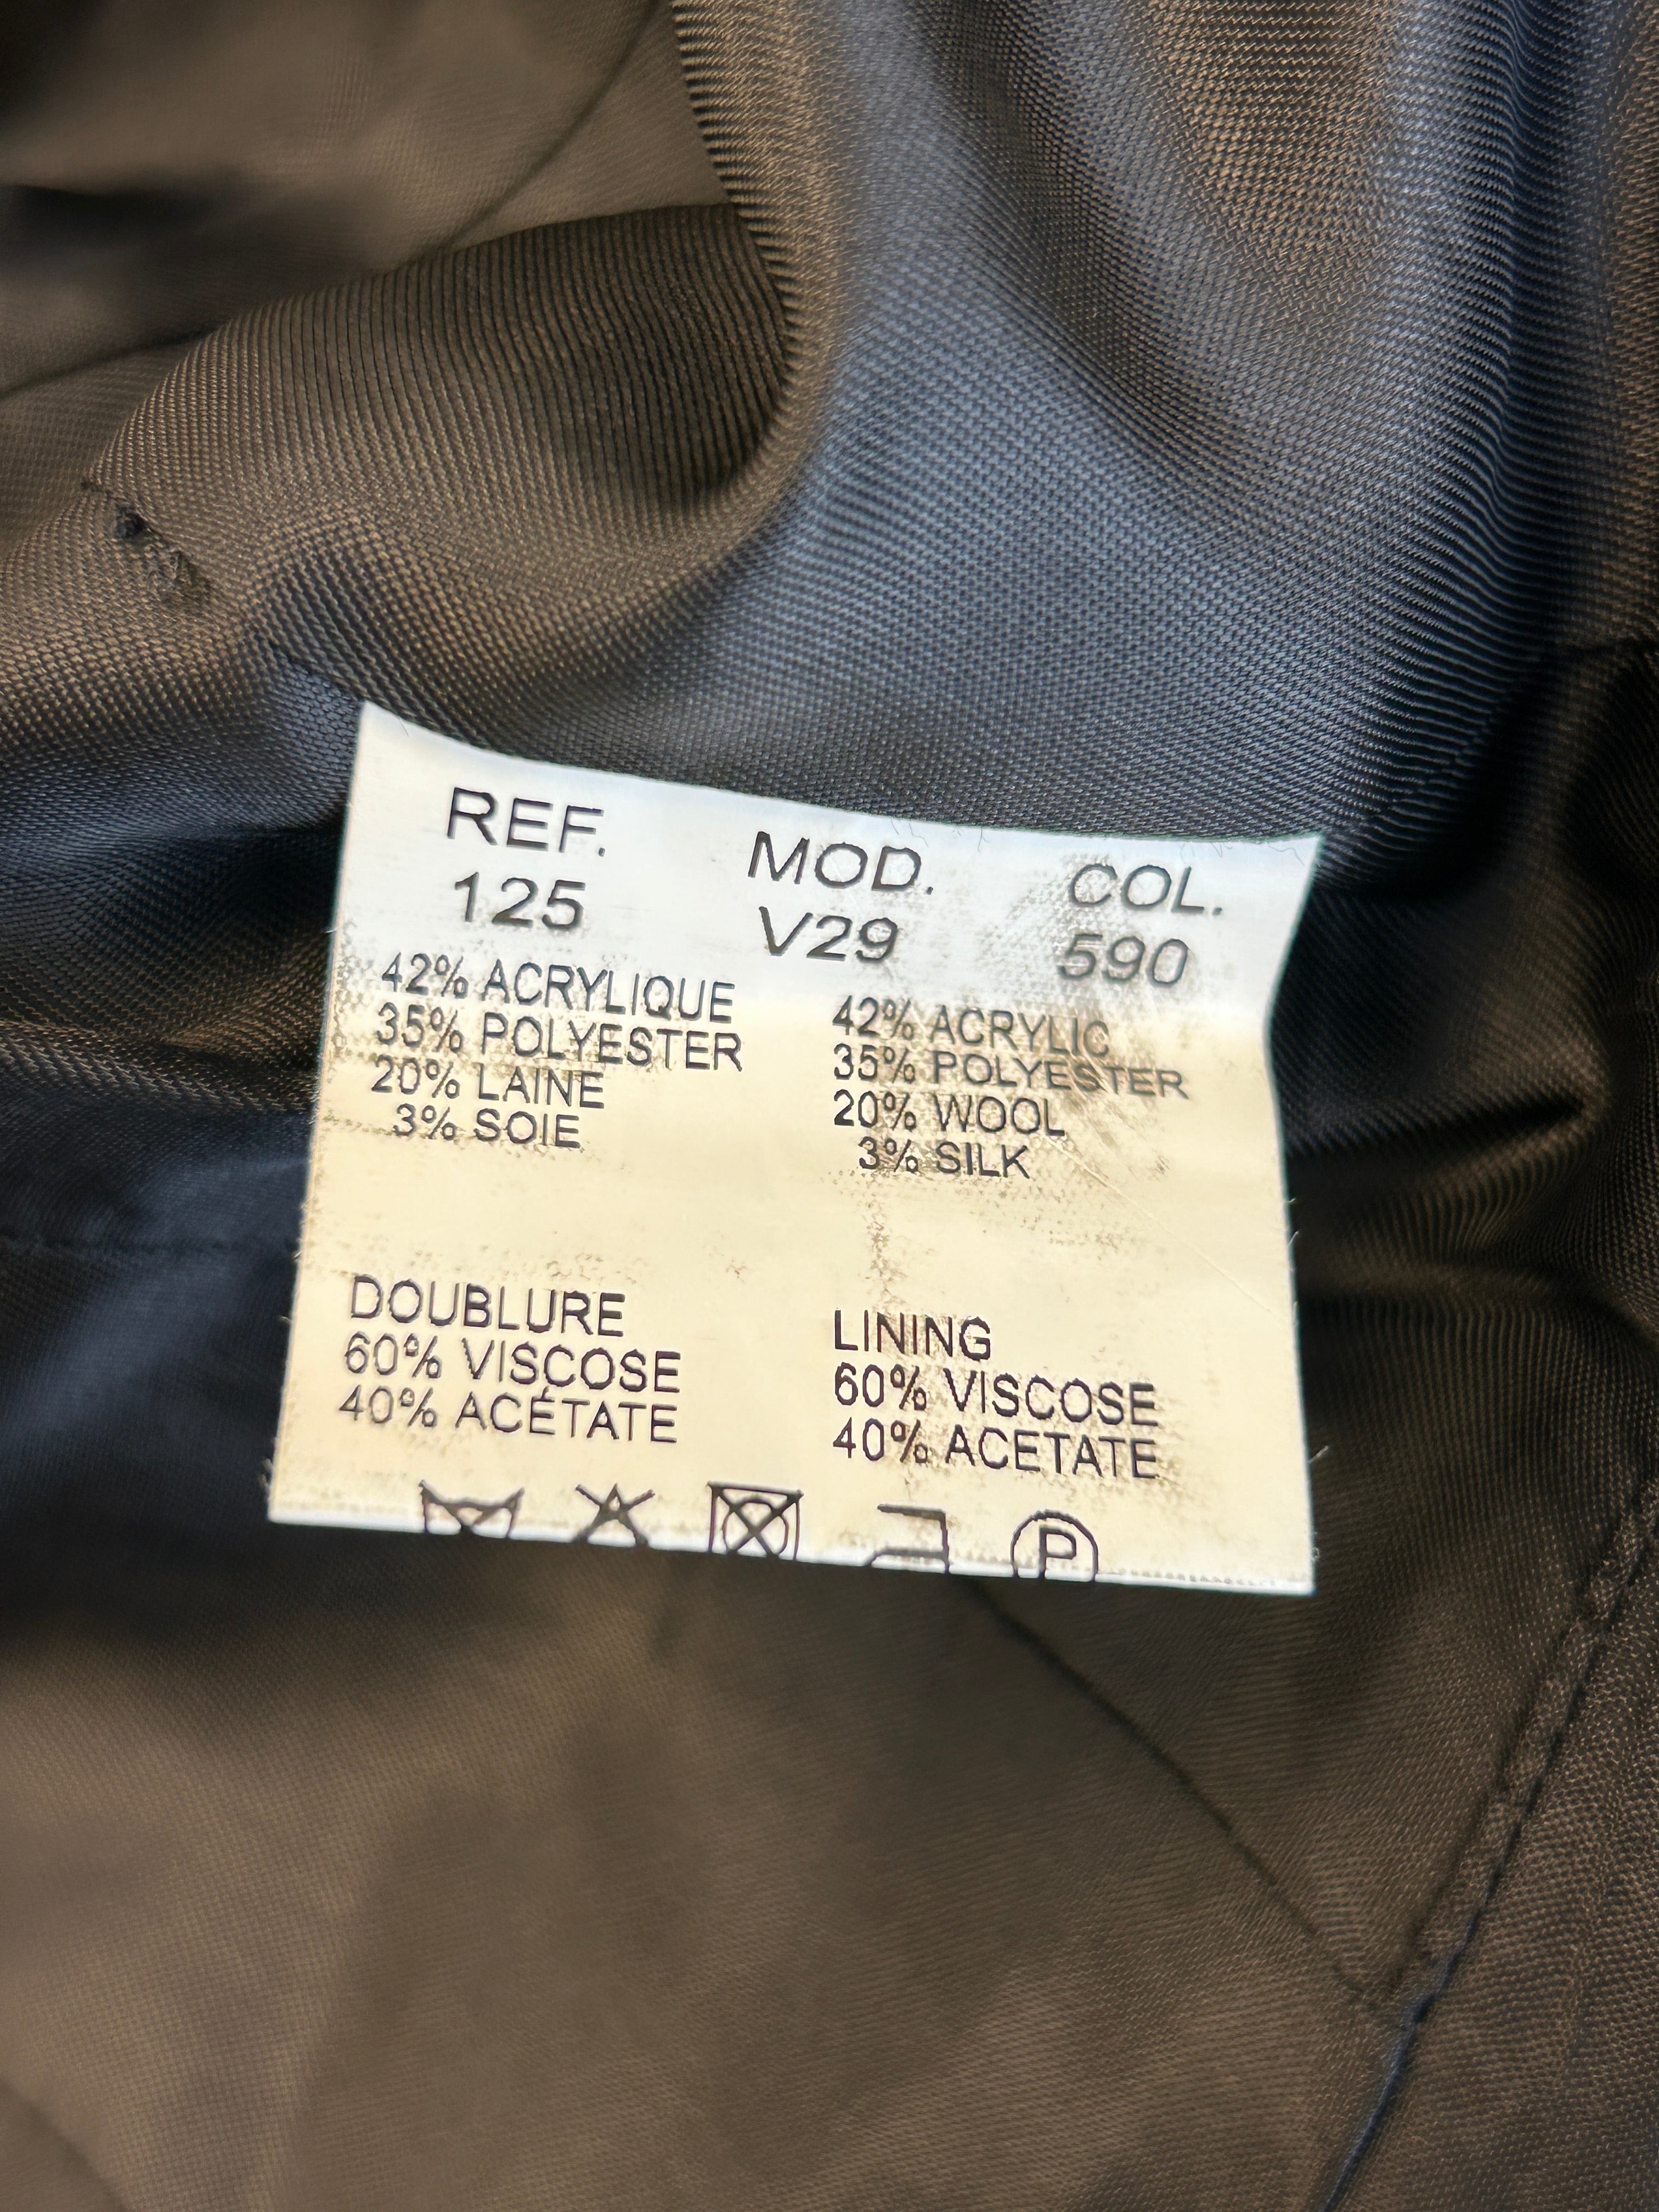 REF. MOD. COL.
125 V29 590
42% ACRYLIQUE
35% POLYESTER
20% LAINE
3% SOIE
42% ACRYLIC
35% POLYESTER
20% WOOL
3% SILK
DOUBLURE
60% VISCOSE
40% ACÉTATE
LINING
60% VISCOSE
40% ACETATE
P